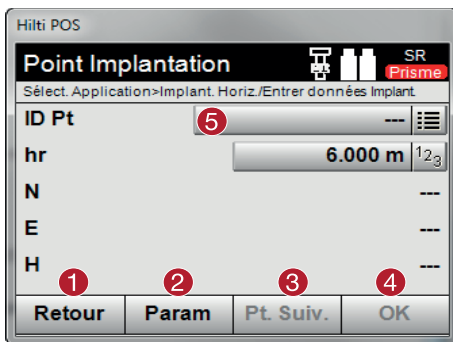 Hilti POS
Point Implantation
SR
Prisme
Sélect. Application>Implant. Horiz./Entrer données Implant.
ID Pt 5 ---
hr 6.000 m 123
N ---
E ---
H ---
1 2 3 4
Retour Param Pt. Suiv. OK